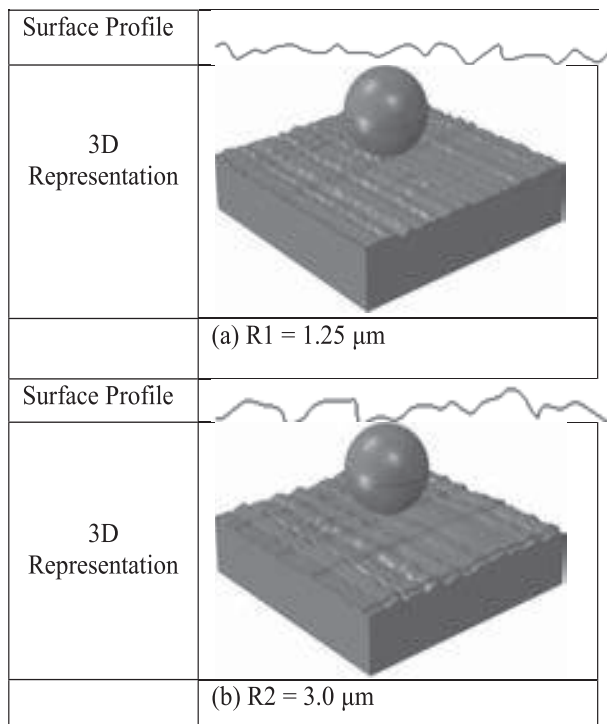 Surface Profile
3D
Representation
(a) R1 = 1.25 μm
Surface Profile
3D
Representation
(b) R2 = 3.0 μm